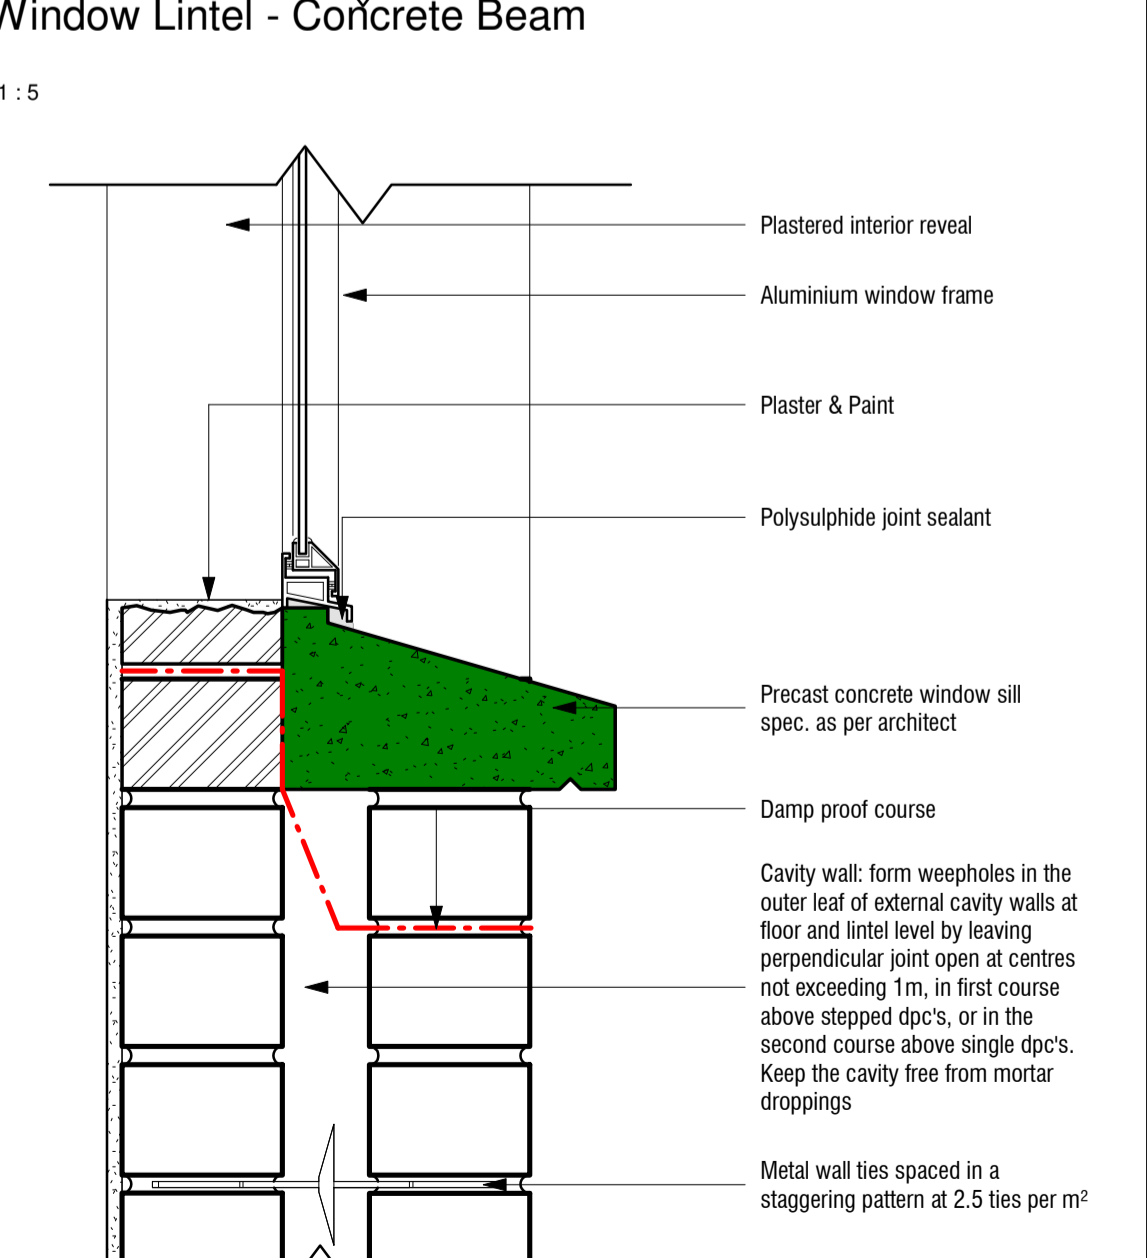 Window Lintel - Concrete Beam
1 : 5
Plastered interior reveal
Aluminium window frame
Plaster & Paint
Polysulphide joint sealant
Precast concrete window sill
spec. as per architect
Damp proof course
Cavity wall: form weepholes in the
outer leaf of external cavity walls at
floor and lintel level by leaving
perpendicular joint open at centres
not exceeding 1m, in first course
above stepped dpc's, or in the
second course above single dpc's.
Keep the cavity free from mortar
droppings
Metal wall ties spaced in a
staggering pattern at 2.5 ties per m²